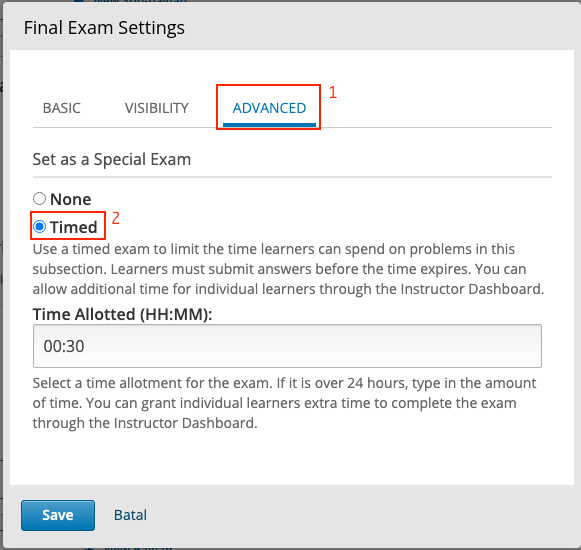 Final Exam Settings
BASIC VISIBILITY ADVANCED 1
Set as a Special Exam
None
Timed 2
Use a timed exam to limit the time learners can spend on problems in this
subsection. Learners must submit answers before the time expires. You can
allow additional time for individual learners through the Instructor Dashboard.
Time Allotted (HH:MM):
00:30
Select a time allotment for the exam. If it is over 24 hours, type in the amount
of time. You can grant individual learners extra time to complete the exam
through the Instructor Dashboard.
Save Batal